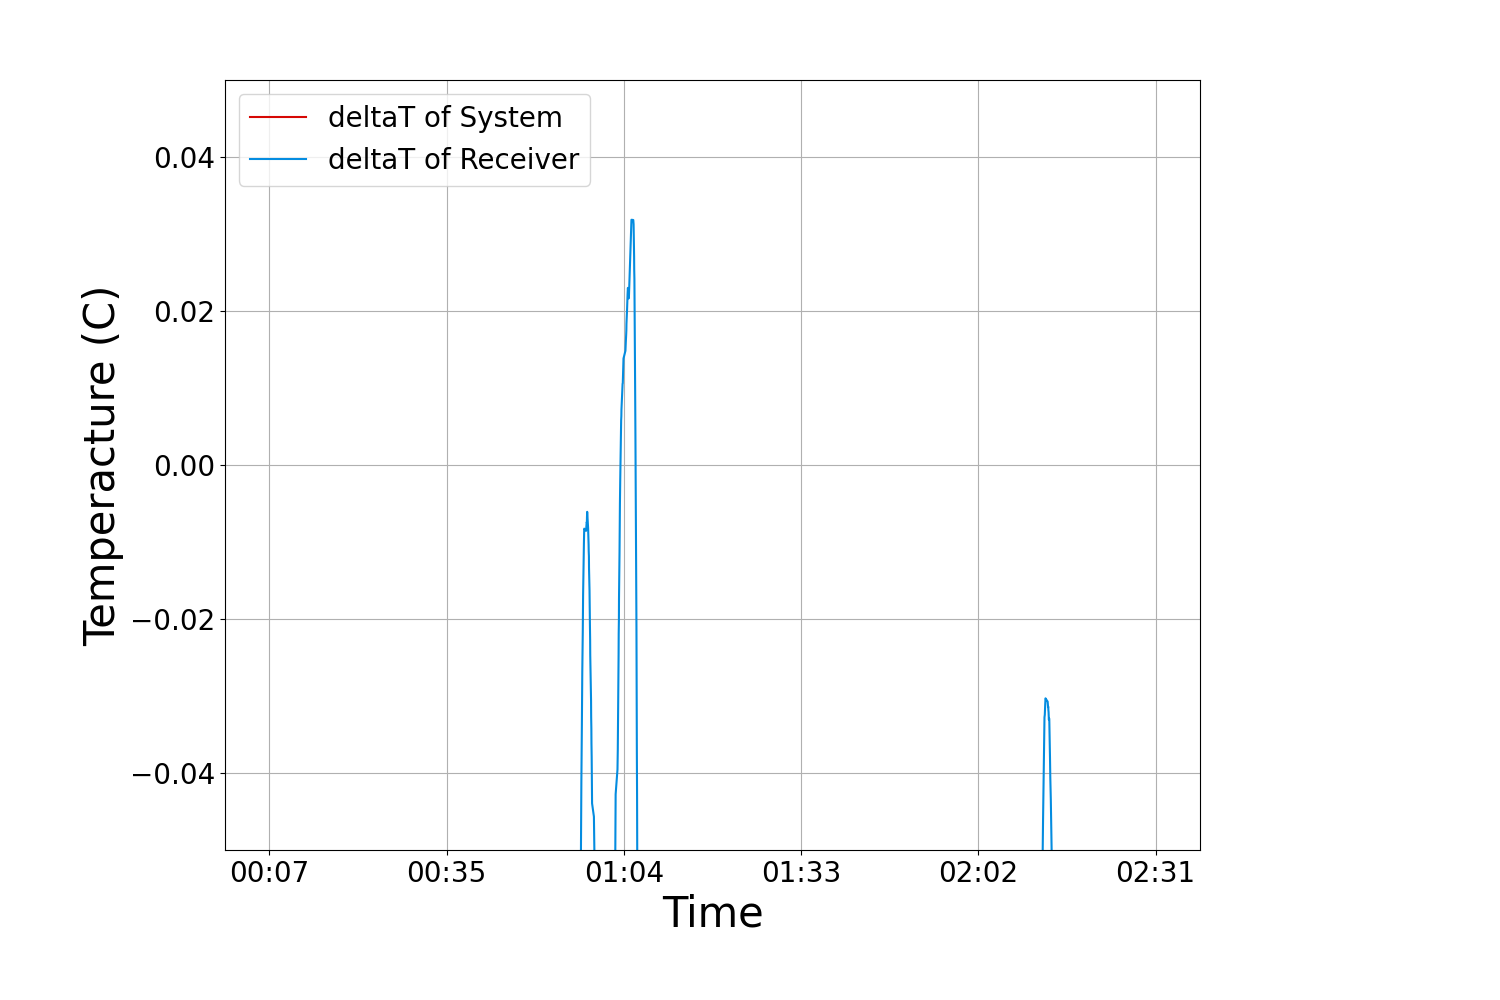 deltaT of System
deltaT of Receiver
0.04
0.02
0.00
−0.02
−0.04
Temperacture (C)
00:07 00:35 01:04 01:33 02:02 02:31
Time